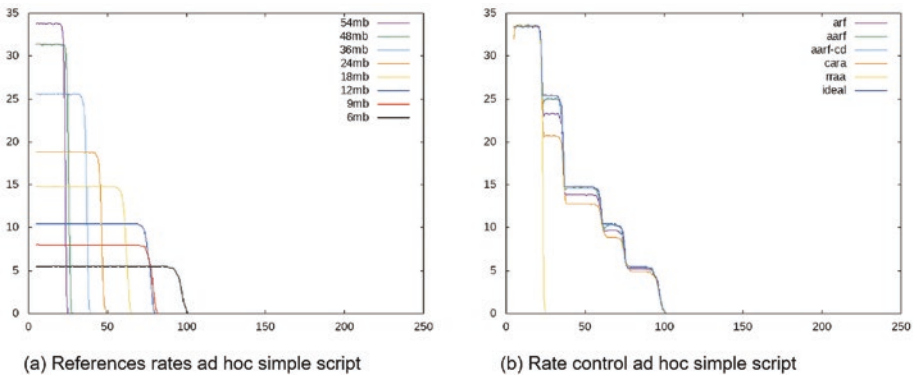 35
30
25
20
15
10
5
0
0 50 100 150 200 250
54mb
48mb
36mb
24mb
18mb
12mb
9mb
6mb
(a) References rates ad hoc simple script
35
30
25
20
15
10
5
0
0 50 100 150 200 250
arf
aarf
aarf-cd
cara
rraa
ideal
(b) Rate control ad hoc simple script